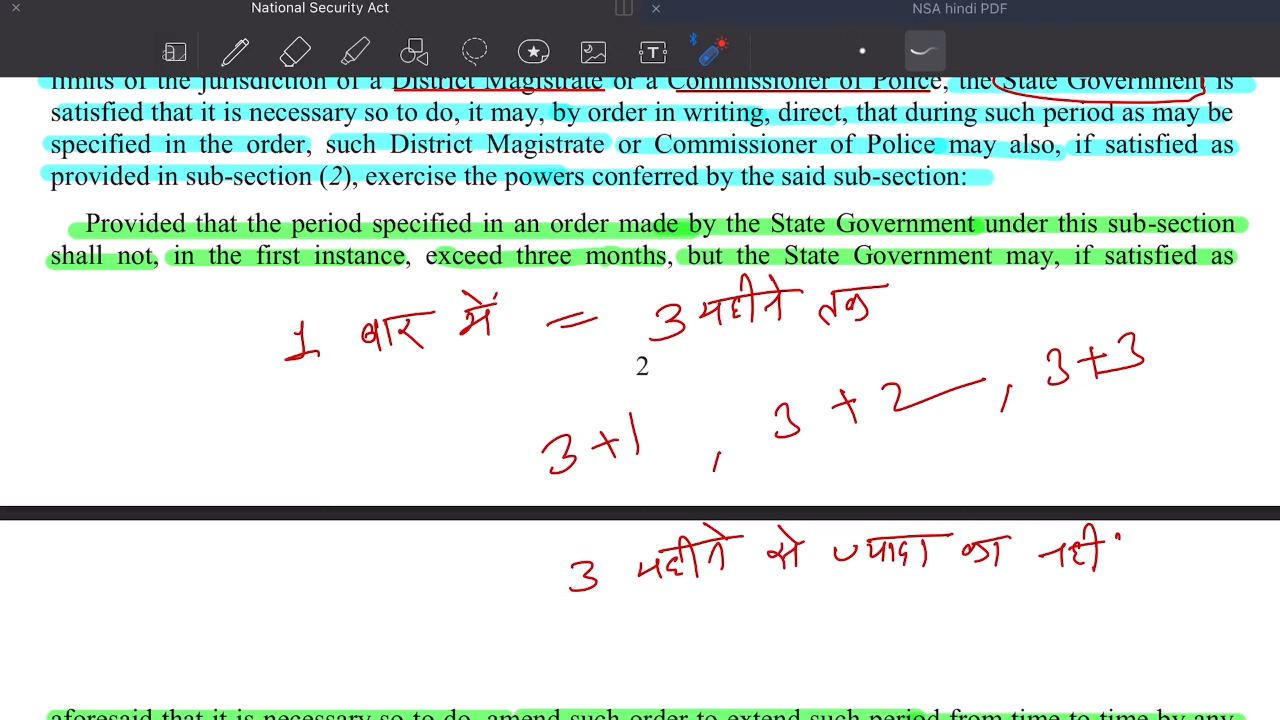 National Security Act
NSA hindi PDF
limits of the jurisdiction of a District Magistrate or a Commissioner of Police, the State Government is
satisfied that it is necessary so to do, it may, by order in writing, direct, that during such period as may be
specified in the order, such District Magistrate or Commissioner of Police may also, if satisfied as
provided in sub-section (2), exercise the powers conferred by the said sub-section:
Provided that the period specified in an order made by the State Government under this sub-section
shall not, in the first instance, exceed three months, but the State Government may, if satisfied as
1 बार में = 3 महीने तक
2
3+1 , 3+2 , 3+3
3 महीने से ज्यादा का नहीं
aforesaid that it is necessary so to do, amend such order to extend such period from time to time by any